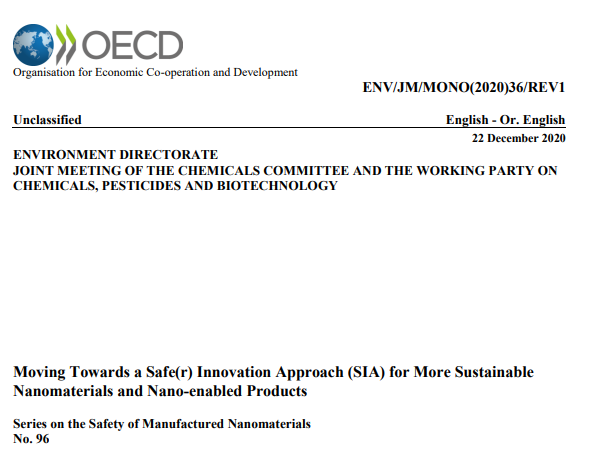 OECD
Organisation for Economic Co-operation and Development
ENV/JM/MONO(2020)36/REV1
Unclassified English - Or. English
22 December 2020
ENVIRONMENT DIRECTORATE
JOINT MEETING OF THE CHEMICALS COMMITTEE AND THE WORKING PARTY ON
CHEMICALS, PESTICIDES AND BIOTECHNOLOGY
Moving Towards a Safe(r) Innovation Approach (SIA) for More Sustainable
Nanomaterials and Nano-enabled Products
Series on the Safety of Manufactured Nanomaterials
No. 96